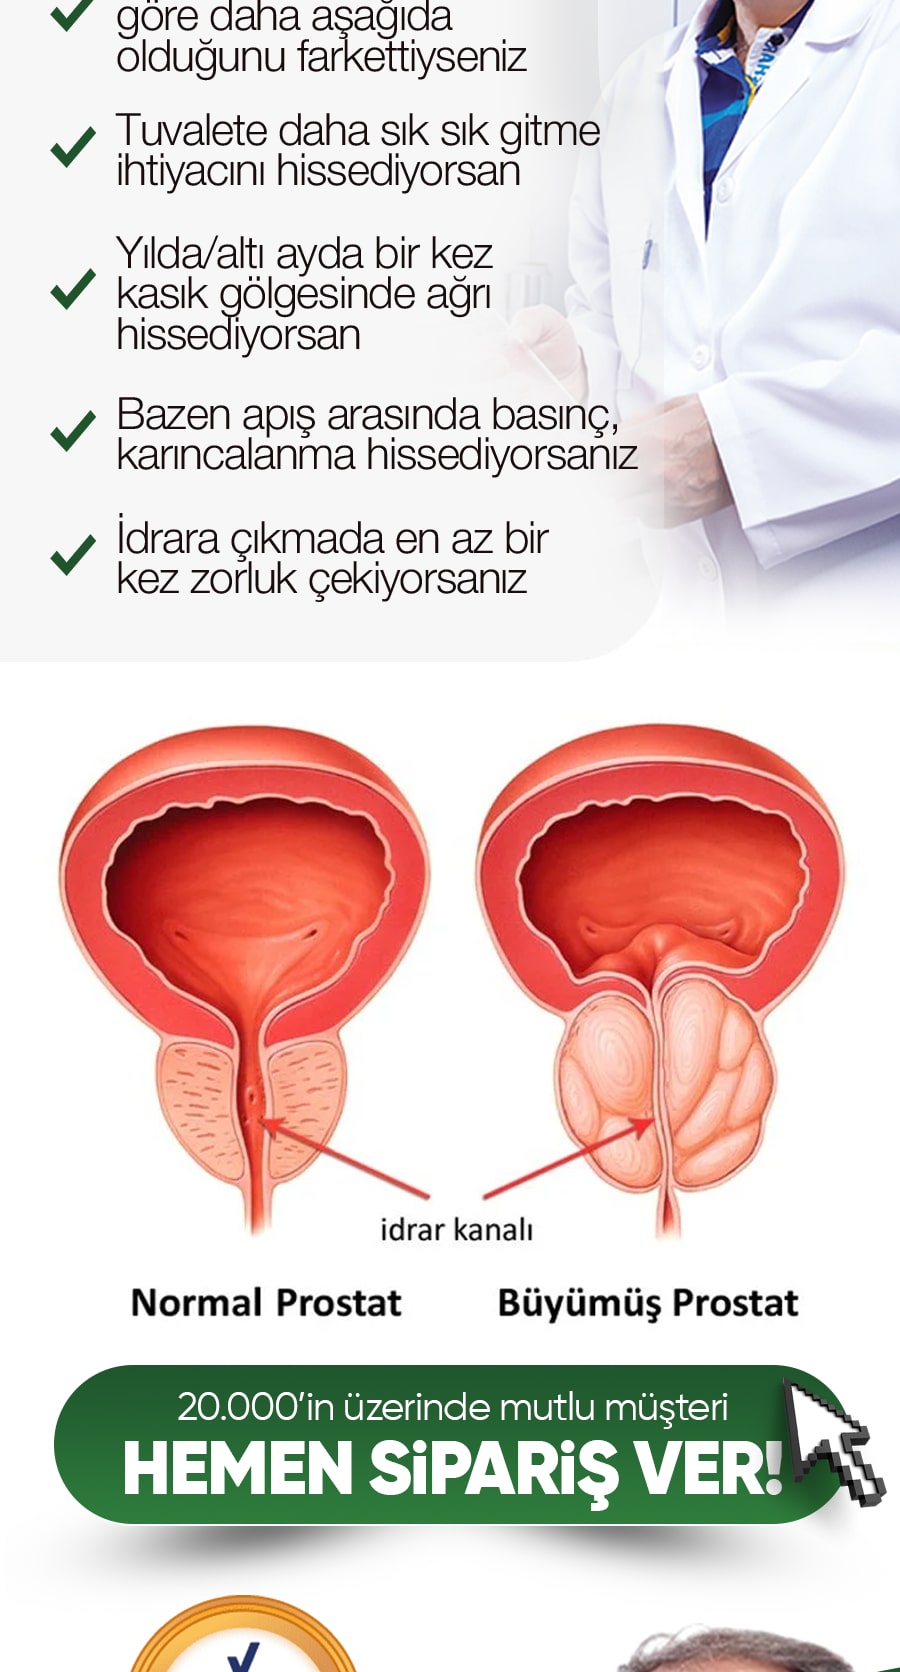 göre daha aşağıda
olduğunu farkettiyseniz
Tuvalete daha sık sık gitme
ihtiyacını hissediyorsan
Yılda/altı ayda bir kez
kasık gölgesinde ağrı
hissediyorsan
Bazen apış arasında basınç,
karıncalanma hissediyorsanız
İdrara çıkmada en az bir
kez zorluk çekiyorsanız
idrar kanalı
Normal Prostat
Büyümüş Prostat
20.000'in üzerinde mutlu müşteri
HEMEN SİPARİŞ VER!